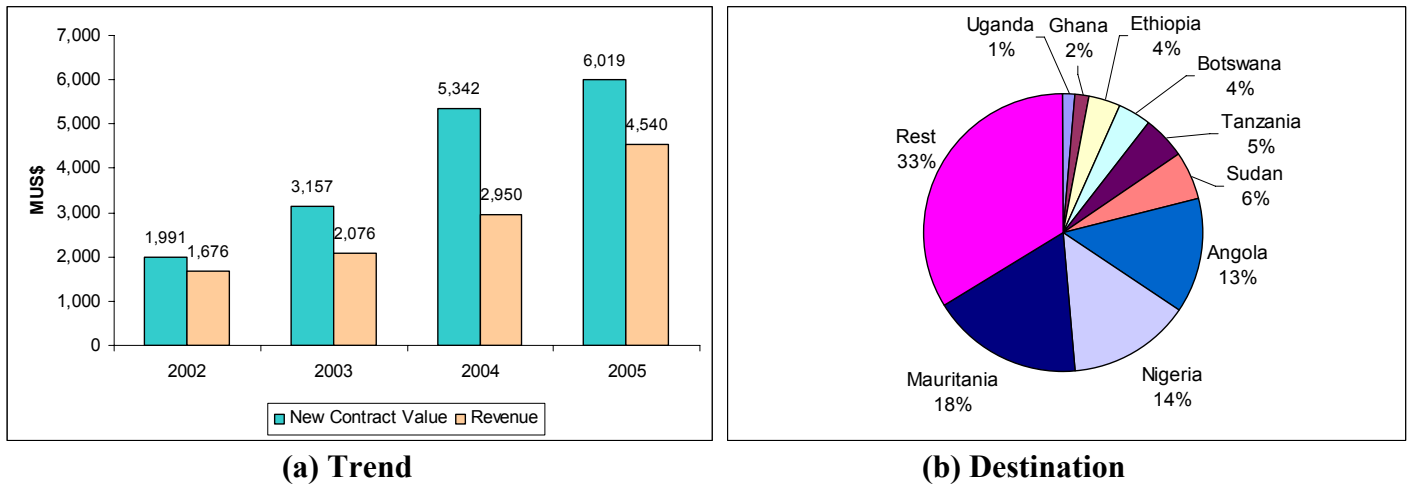 7,000
6,000
5,000
4,000
3,000
2,000
1,000
0
MUS$
1,991
1,676
3,157
2,076
5,342
2,950
6,019
4,540
2002
2003
2004
2005
New Contract Value
Revenue
(a) Trend
Uganda
1%
Ghana
2%
Ethiopia
4%
Botswana
4%
Tanzania
5%
Sudan
6%
Angola
13%
Nigeria
14%
Mauritania
18%
Rest
33%
(b) Destination